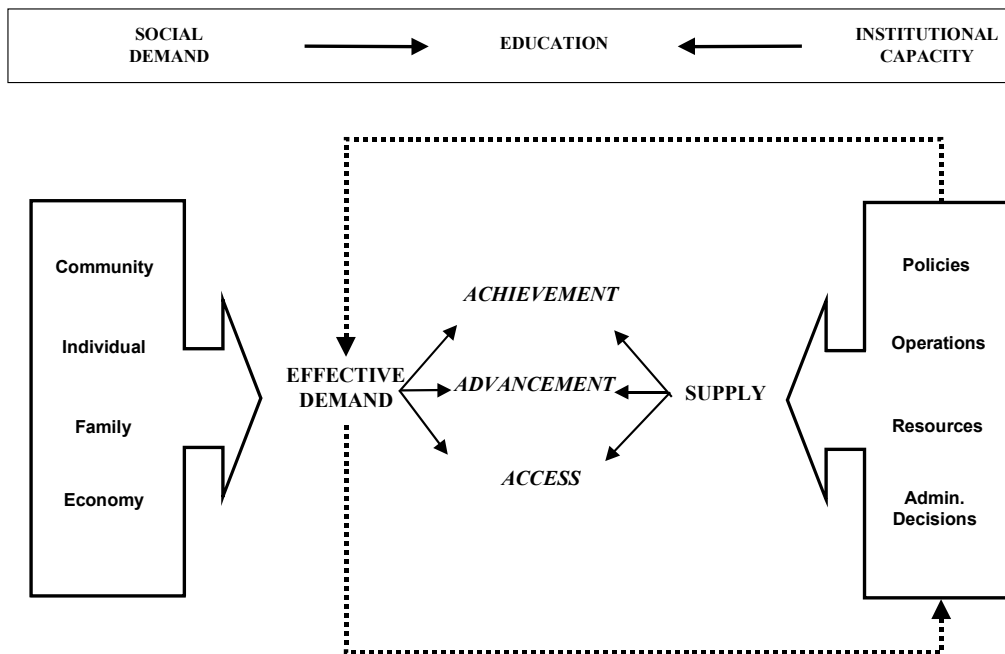 SOCIAL
DEMAND
EDUCATION
INSTITUTIONAL
CAPACITY
Community
Individual
Family
Economy
EFFECTIVE
DEMAND
ACHIEVEMENT
ADVANCEMENT
ACCESS
SUPPLY
Policies
Operations
Resources
Admin.
Decisions